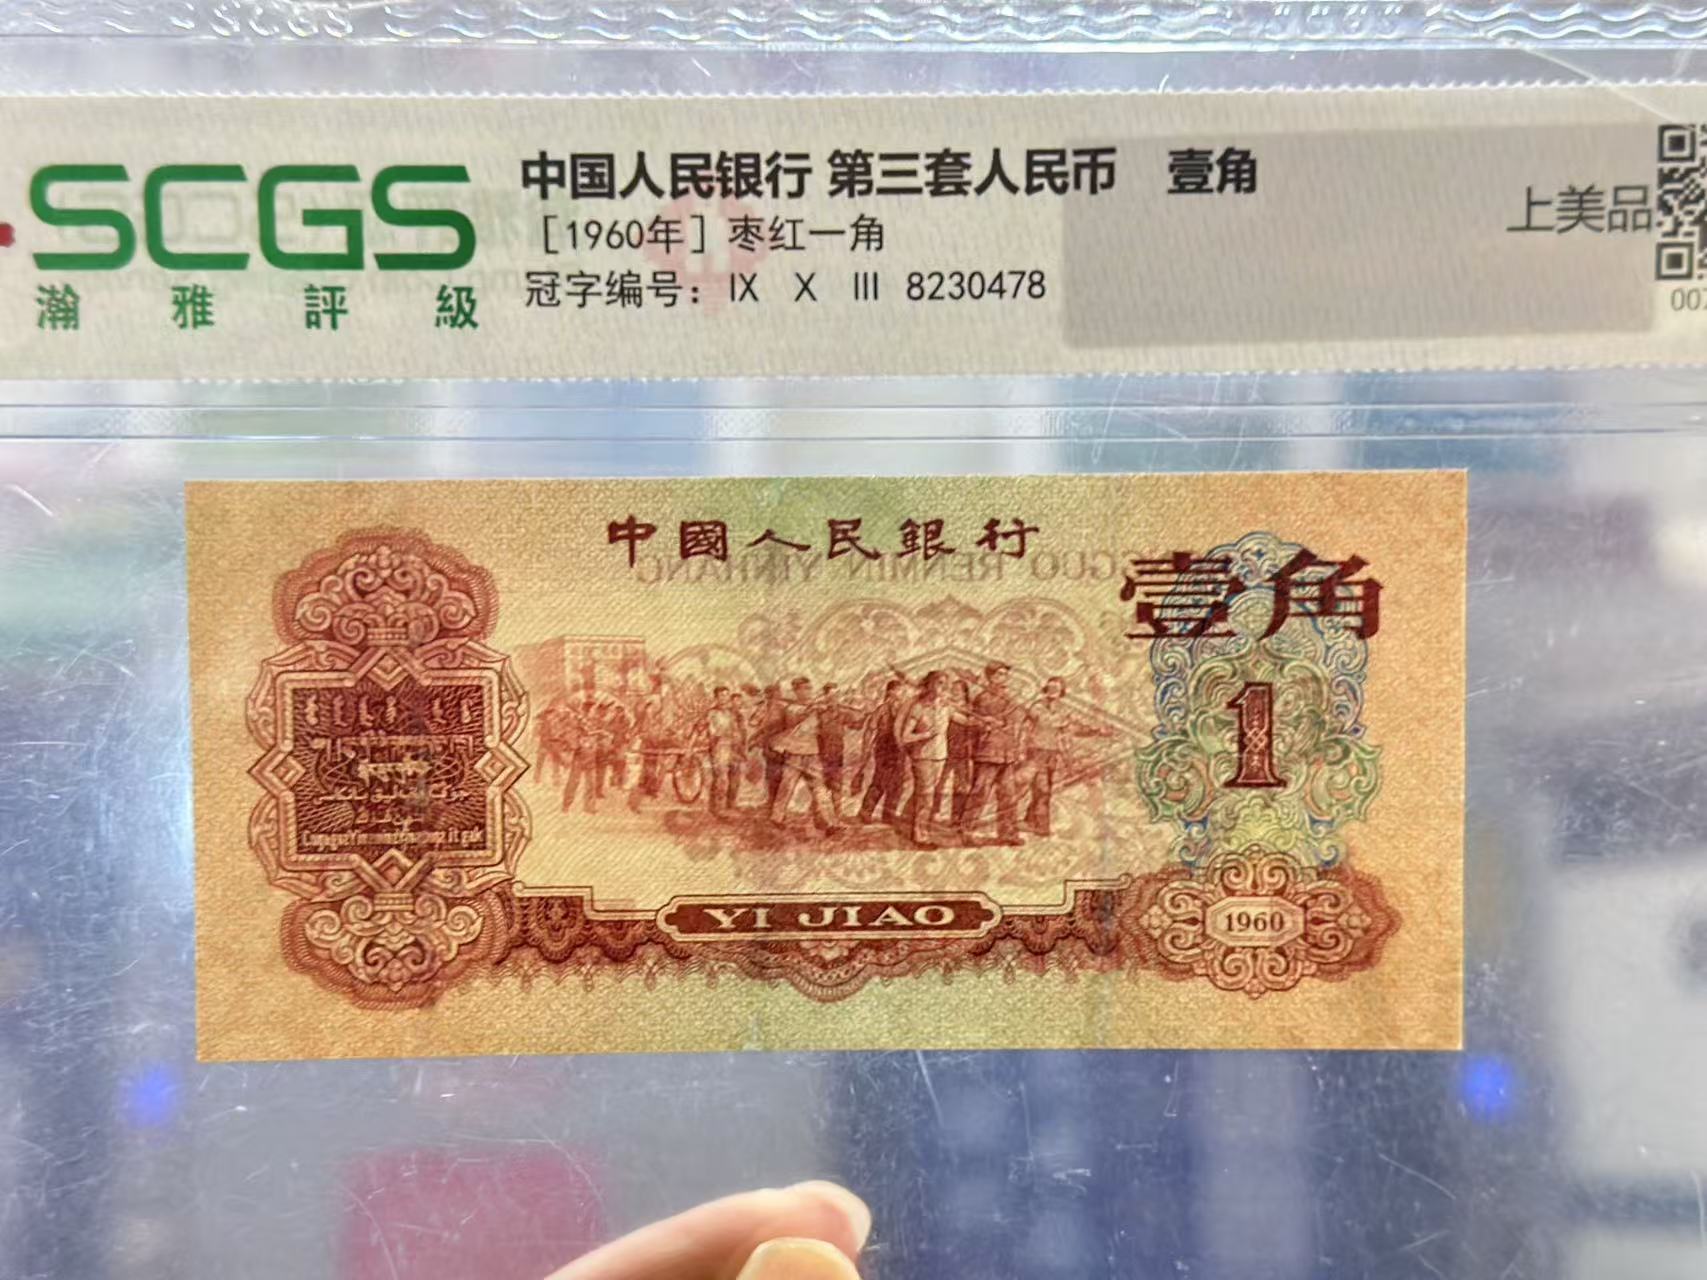 SCGS
瀚雅評級
中国人民银行 第三套人民币 壹角
［1960年］枣红一角
冠字编号：IX X III 8230478
上美品
007
中國人民銀行
壹角
1
YI JIAO
1960